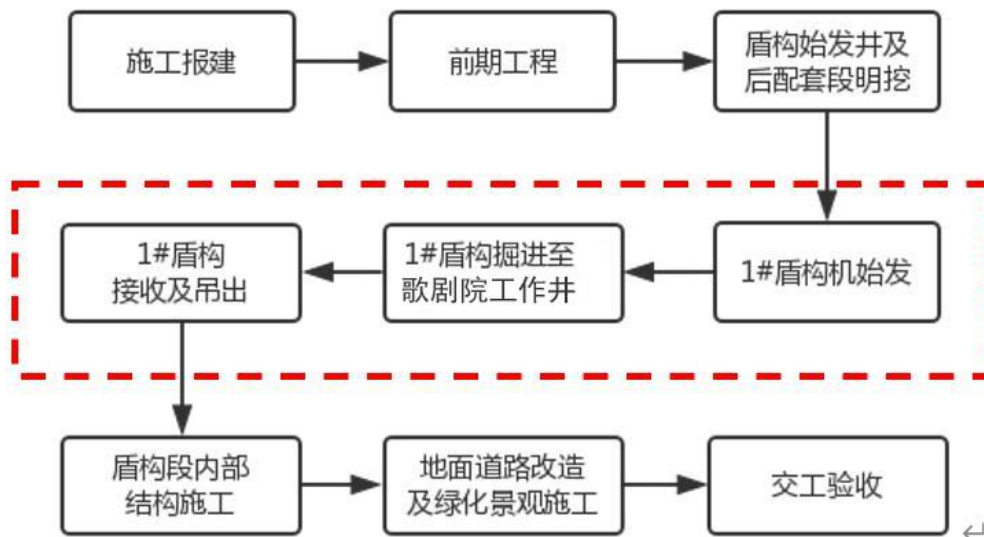 施工报建
前期工程
盾构始发井及
后配套段明挖
1#盾构机始发
1#盾构掘进至
歌剧院工作井
1#盾构
接收及吊出
盾构段内部
结构施工
地面道路改造
及绿化景观施工
交工验收